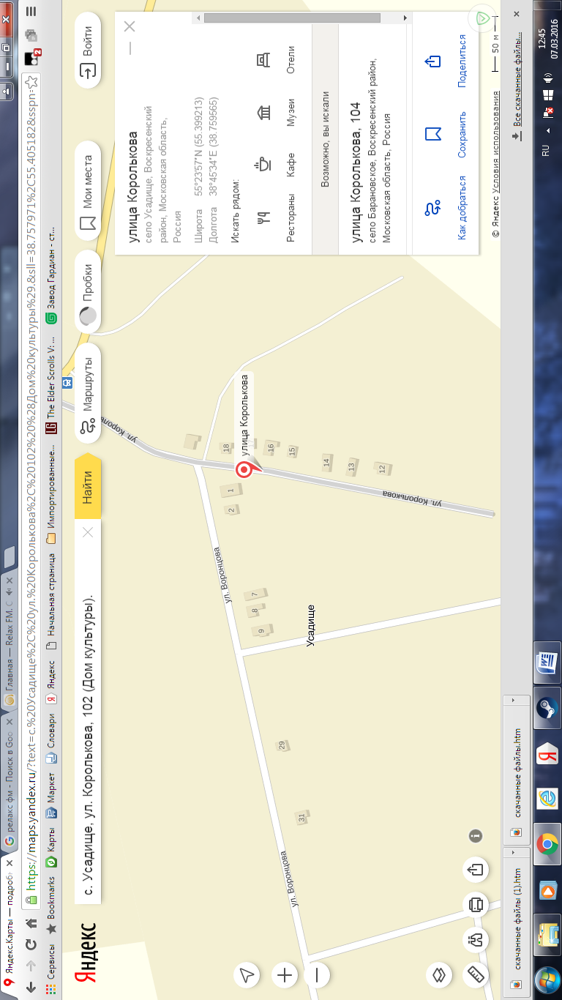 Яндекс.Карты — подробн
релакс фм - Поиск в Goo
Главная — Relax FM. С
https://maps.yandex.ru/?text=с.%20Усадище%2C%20ул.%20Королькова%2C%20102%20%28Дом%20культуры%29.&sll=38.757971%2C55.405182&sspn=
2
Сервисы
Bookmarks
Карты
Маркет
Словари
Яндекс
Начальная страница
Импортированные...
The Elder Scrolls V: ...
Завод Гардиан - ст...
Яндекс
с. Усадище, ул. Королькова, 102 (Дом культуры).
Найти
Маршруты
Пробки
Мои места
Войти
улица Королькова
село Усадище, Воскресенский
район, Московская область,
Россия
Широта 55°23′57″N (55.399213)
Долгота 38°45′34″E (38.759565)
Искать рядом:
Рестораны
Кафе
Музеи
Отели
Возможно, вы искали
улица Королькова, 104
село Барановское, Воскресенский район,
Московская область, Россия
Как добраться
Сохранить
Поделиться
ул. Корольк
18
улица Королькова
16
15
14
13
12
1
2
ул. Королькова
ул. Воронцова
7
8
9
Усадище
29
31
ул. Воронцова
© Яндекс Условия использования
50 м
скачанные файлы (1).htm
скачанные файлы.htm
Все скачанные файлы...
RU
12:45
07.03.2016